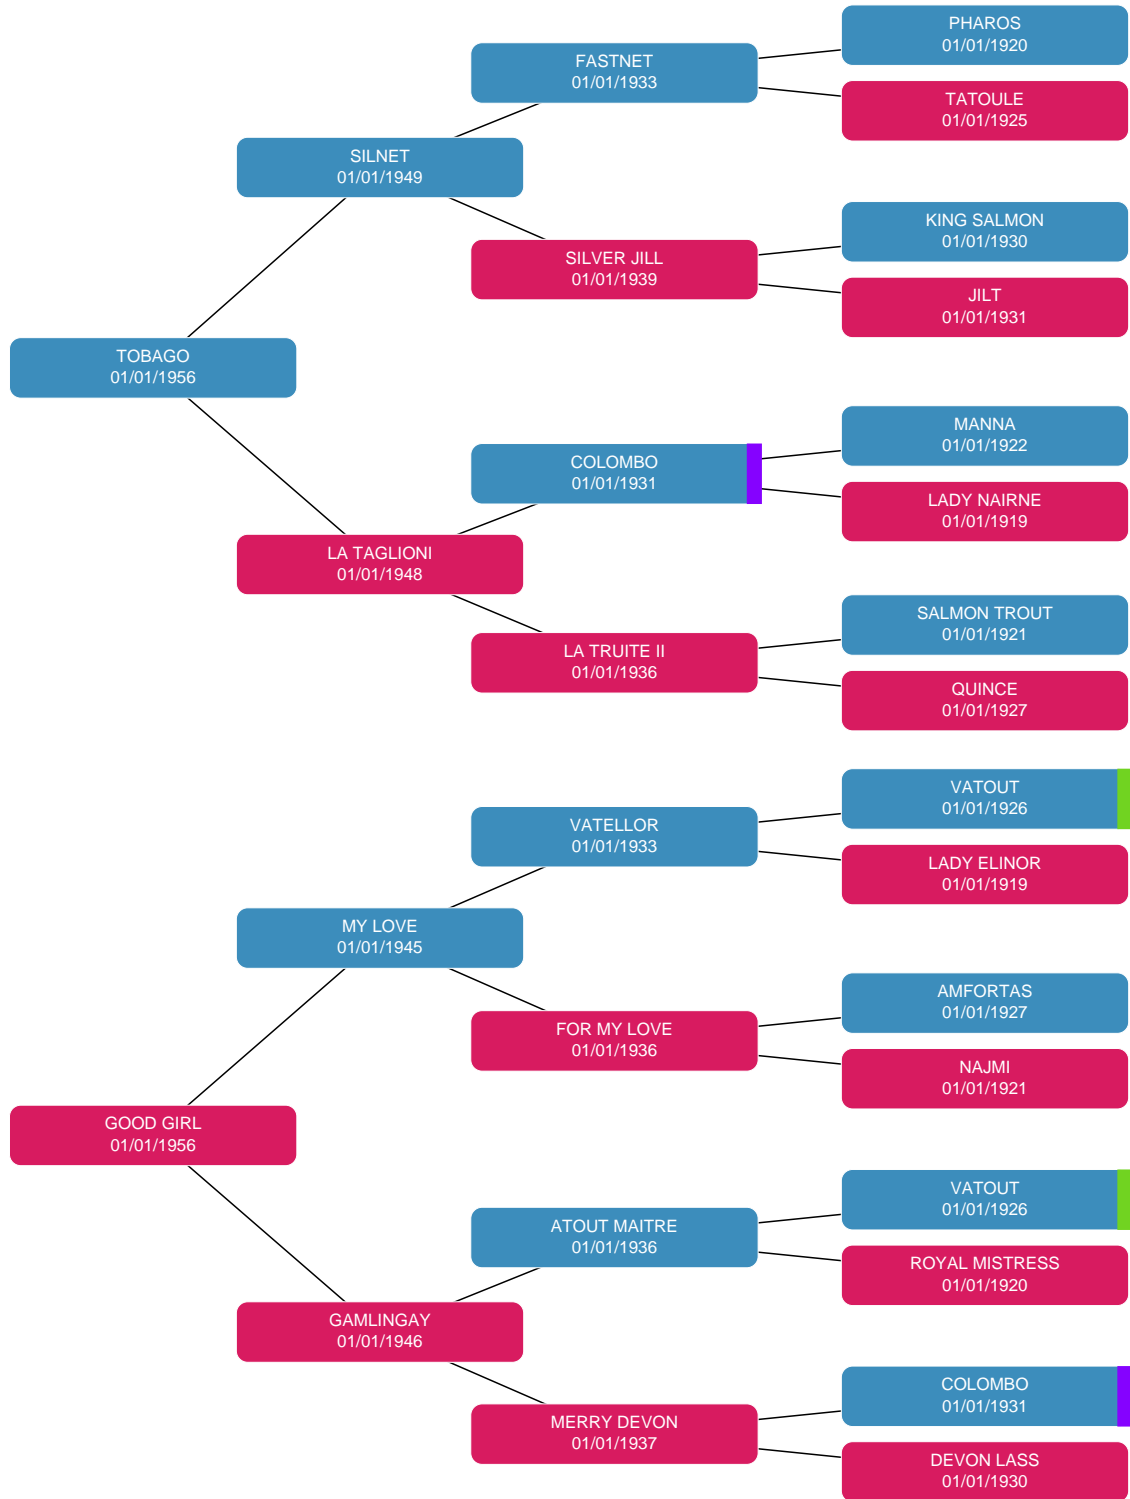 PHAROS
01/01/1920
FASTNET
01/01/1933
TATOULE
01/01/1925
SILNET
01/01/1949
KING SALMON
01/01/1930
SILVER JILL
01/01/1939
JILT
01/01/1931
TOBAGO
01/01/1956
MANNA
01/01/1922
COLOMBO
01/01/1931
LADY NAIRNE
01/01/1919
LA TAGLIONI
01/01/1948
SALMON TROUT
01/01/1921
LA TRUITE II
01/01/1936
QUINCE
01/01/1927
VATOUT
01/01/1926
VATELLOR
01/01/1933
LADY ELINOR
01/01/1919
MY LOVE
01/01/1945
AMFORTAS
01/01/1927
FOR MY LOVE
01/01/1936
NAJMI
01/01/1921
GOOD GIRL
01/01/1956
VATOUT
01/01/1926
ATOUT MAITRE
01/01/1936
ROYAL MISTRESS
01/01/1920
GAMLINGAY
01/01/1946
COLOMBO
01/01/1931
MERRY DEVON
01/01/1937
DEVON LASS
01/01/1930